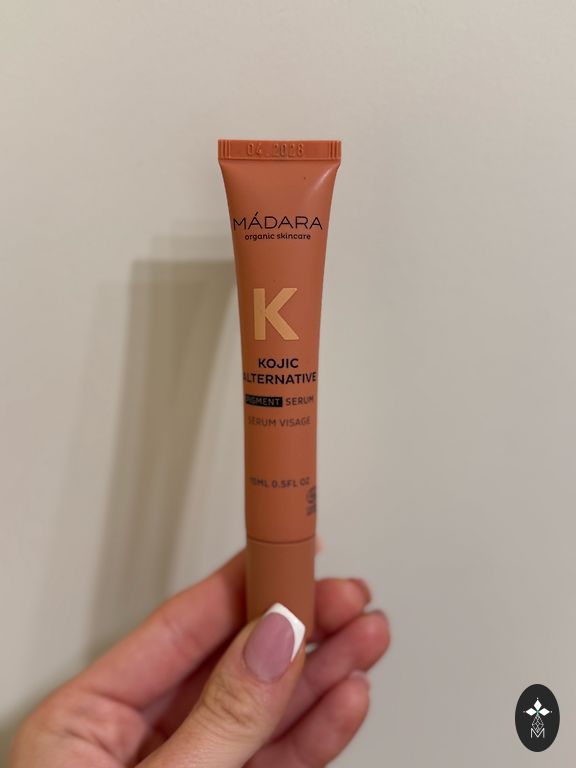 04.2028
MÁDARA
organic skincare
K
KOJIC
ALTERNATIVE
PIGMENT SERUM
SERUM VISAGE
15ML 0.5FL OZ
M